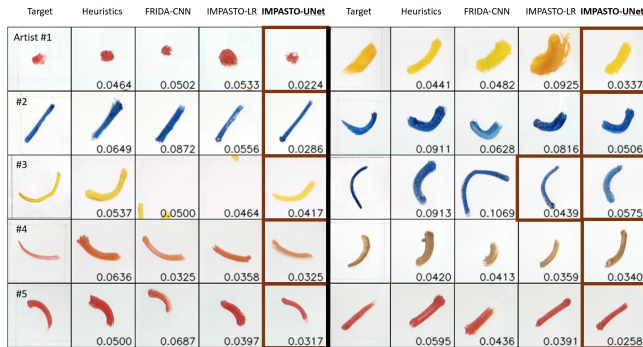 Target Heuristics FRIDA-CNN IMPASTO-LR IMPASTO-UNet Target Heuristics FRIDA-CNN IMPASTO-LR IMPASTO-UNet
Artist #1
0.0464 0.0502 0.0533 0.0224 0.0441 0.0482 0.0925 0.0337
#2
0.0649 0.0872 0.0556 0.0286 0.0911 0.0628 0.0816 0.0506
#3
0.0537 0.0500 0.0464 0.0417 0.0913 0.1069 0.0439 0.0575
#4
0.0636 0.0325 0.0358 0.0325 0.0420 0.0413 0.0359 0.0340
#5
0.0500 0.0687 0.0397 0.0317 0.0595 0.0436 0.0391 0.0258